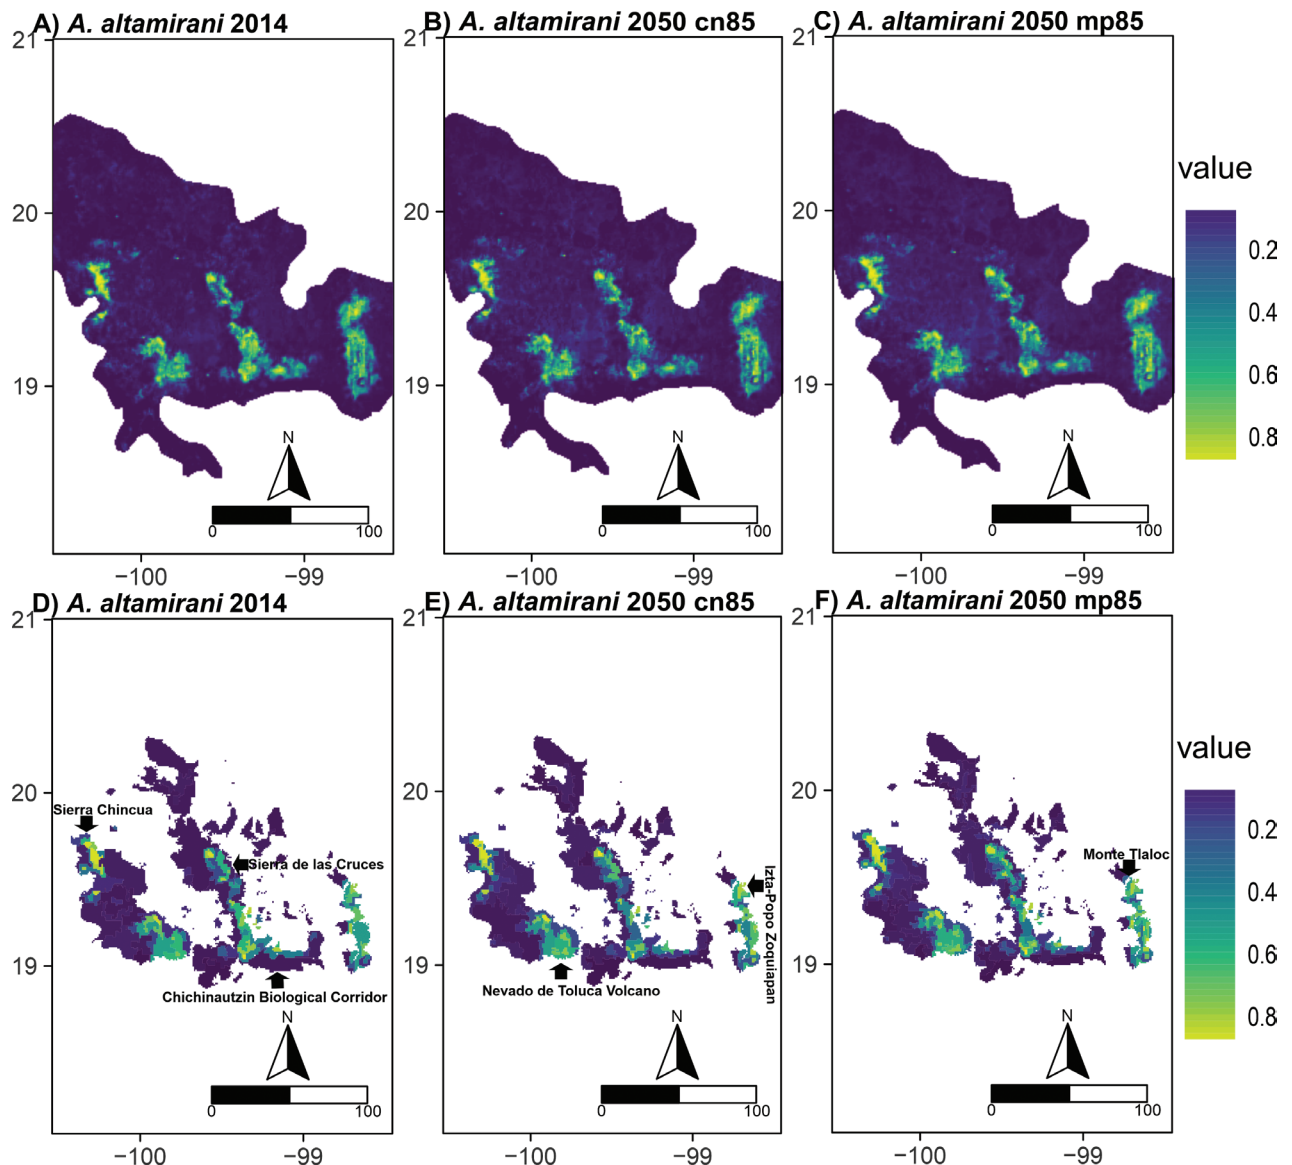 A) A. altamirani 2014
B) A. altamirani 2050 cn85
C) A. altamirani 2050 mp85
21
20
19
N
0
100
−100
−99
21
20
19
N
0
100
−100
−99
21
20
19
N
0
100
−100
−99
value
0.2
0.4
0.6
0.8
D) A. altamirani 2014
E) A. altamirani 2050 cn85
F) A. altamirani 2050 mp85
21
20
19
Sierra Chincua
Sierra de las Cruces
Chichinautzin Biological Corridor
N
0
100
−100
−99
21
20
19
Izta-Popo Zoquiapan
Nevado de Toluca Volcano
N
0
100
−100
−99
21
20
19
Monte Tlaloc
N
0
100
−100
−99
value
0.2
0.4
0.6
0.8